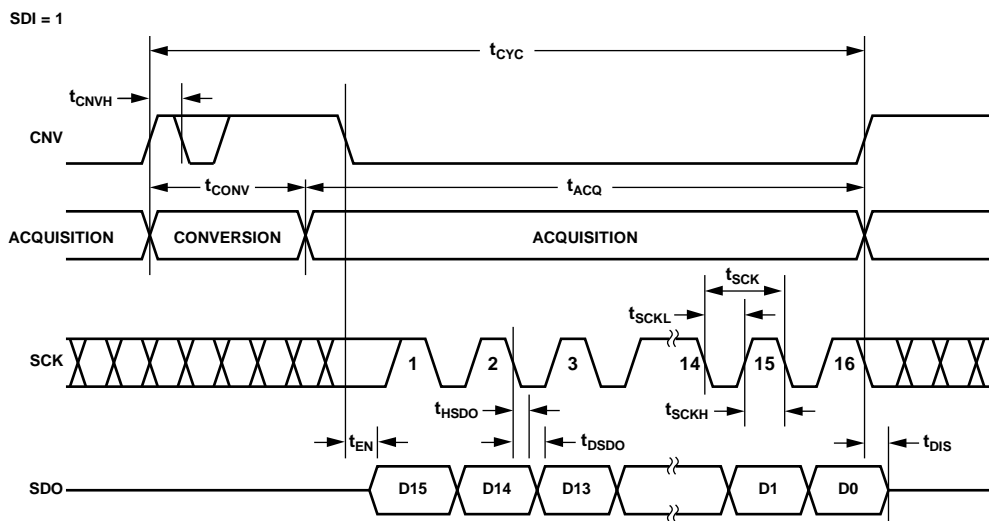 SDI = 1
tCYC
tCNVH
CNV
tCONV
tACQ
ACQUISITION
CONVERSION
ACQUISITION
tSCK
tSCKL
SCK
1
2
3
14
15
16
tHSDO
tSCKH
tEN
tDSDO
tDIS
SDO
D15
D14
D13
D1
D0